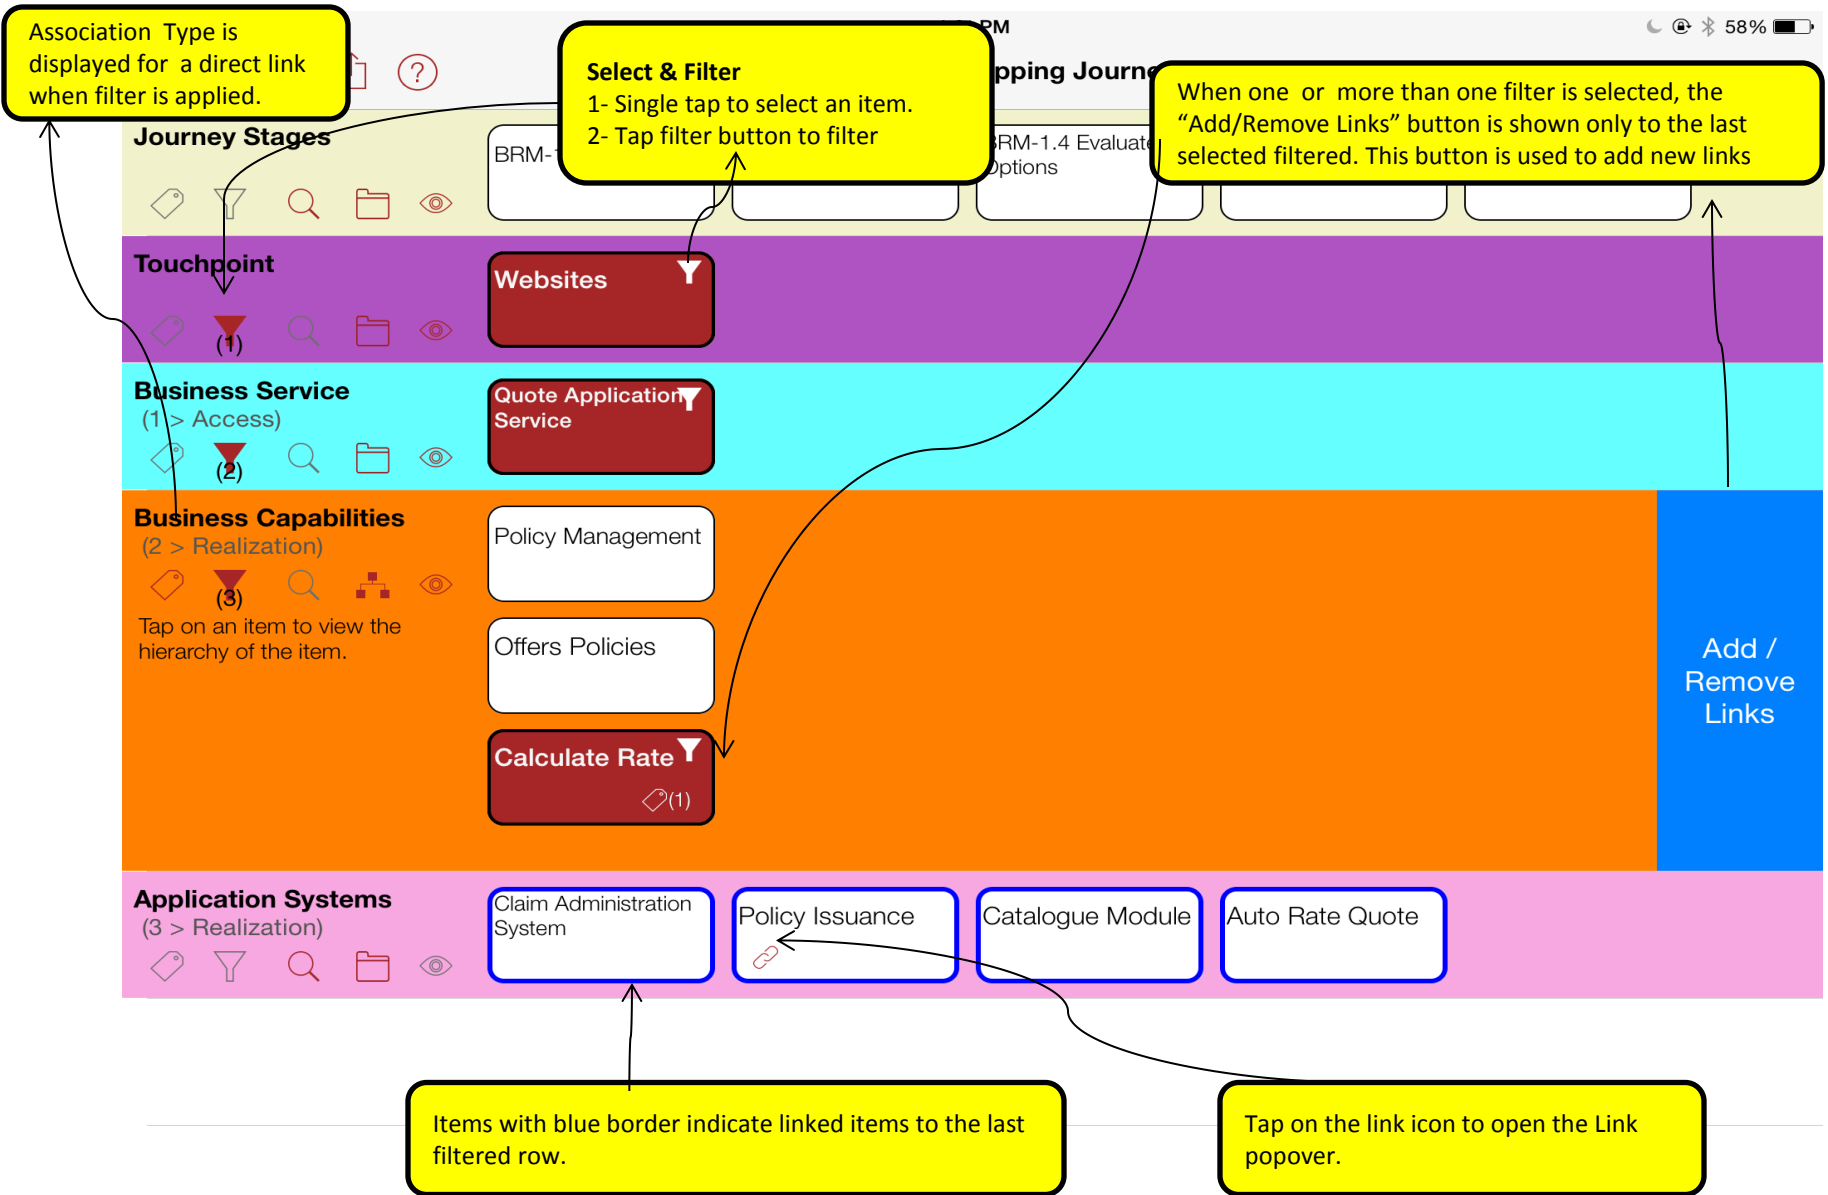 Association Type is
displayed for a direct link
when filter is applied.
PM
58%
Select & Filter
1- Single tap to select an item.
2- Tap filter button to filter
When one or more than one filter is selected, the
“Add/Remove Links” button is shown only to the last
selected filtered. This button is used to add new links
Journey Stages
BRM-1.4 Evaluate
Options
Touchpoint
(1)
Websites
Business Service
(1 > Access)
(2)
Quote Application
Service
Business Capabilities
(2 > Realization)
(3)
Tap on an item to view the
hierarchy of the item.
Policy Management
Offers Policies
Calculate Rate
(1)
Add /
Remove
Links
Application Systems
(3 > Realization)
Claim Administration
System
Policy Issuance
Catalogue Module
Auto Rate Quote
Items with blue border indicate linked items to the last
filtered row.
Tap on the link icon to open the Link
popover.